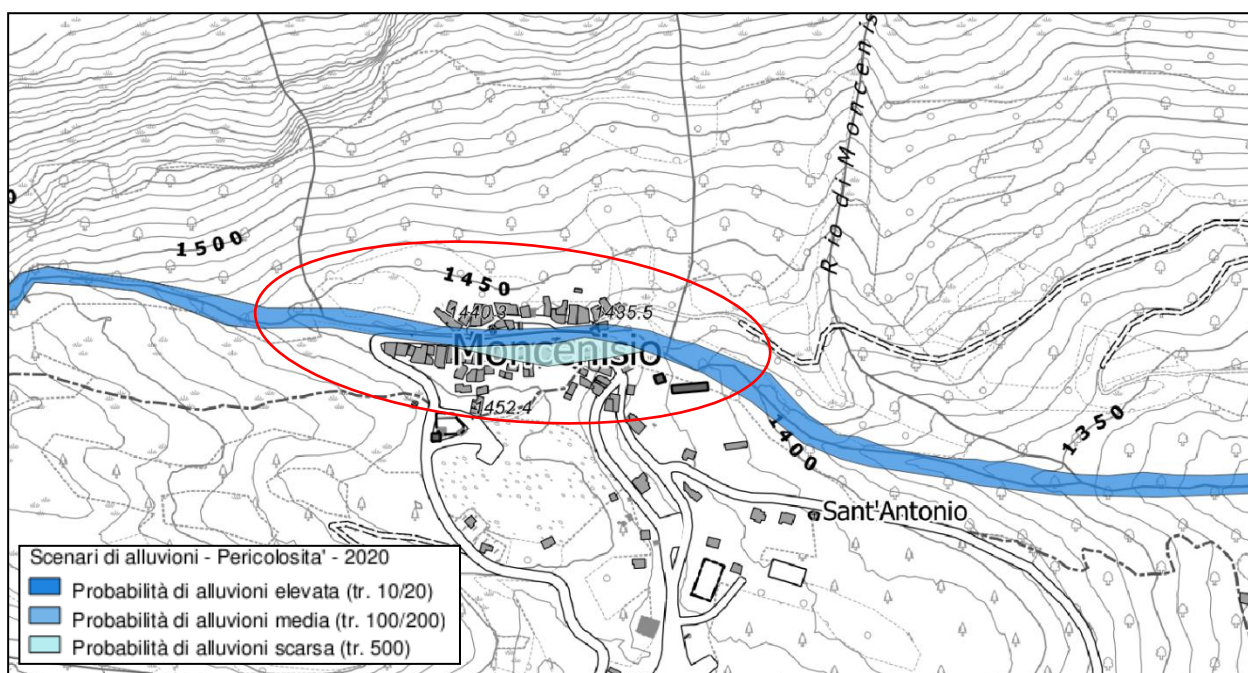 Rio di Moncenis
0
1500
1450
1440.3
1435.5
Moncenisio
1452.4
1400
1350
Sant'Antonio
Scenari di alluvioni - Pericolosita' - 2020
Probabilità di alluvioni elevata (tr. 10/20)
Probabilità di alluvioni media (tr. 100/200)
Probabilità di alluvioni scarsa (tr. 500)